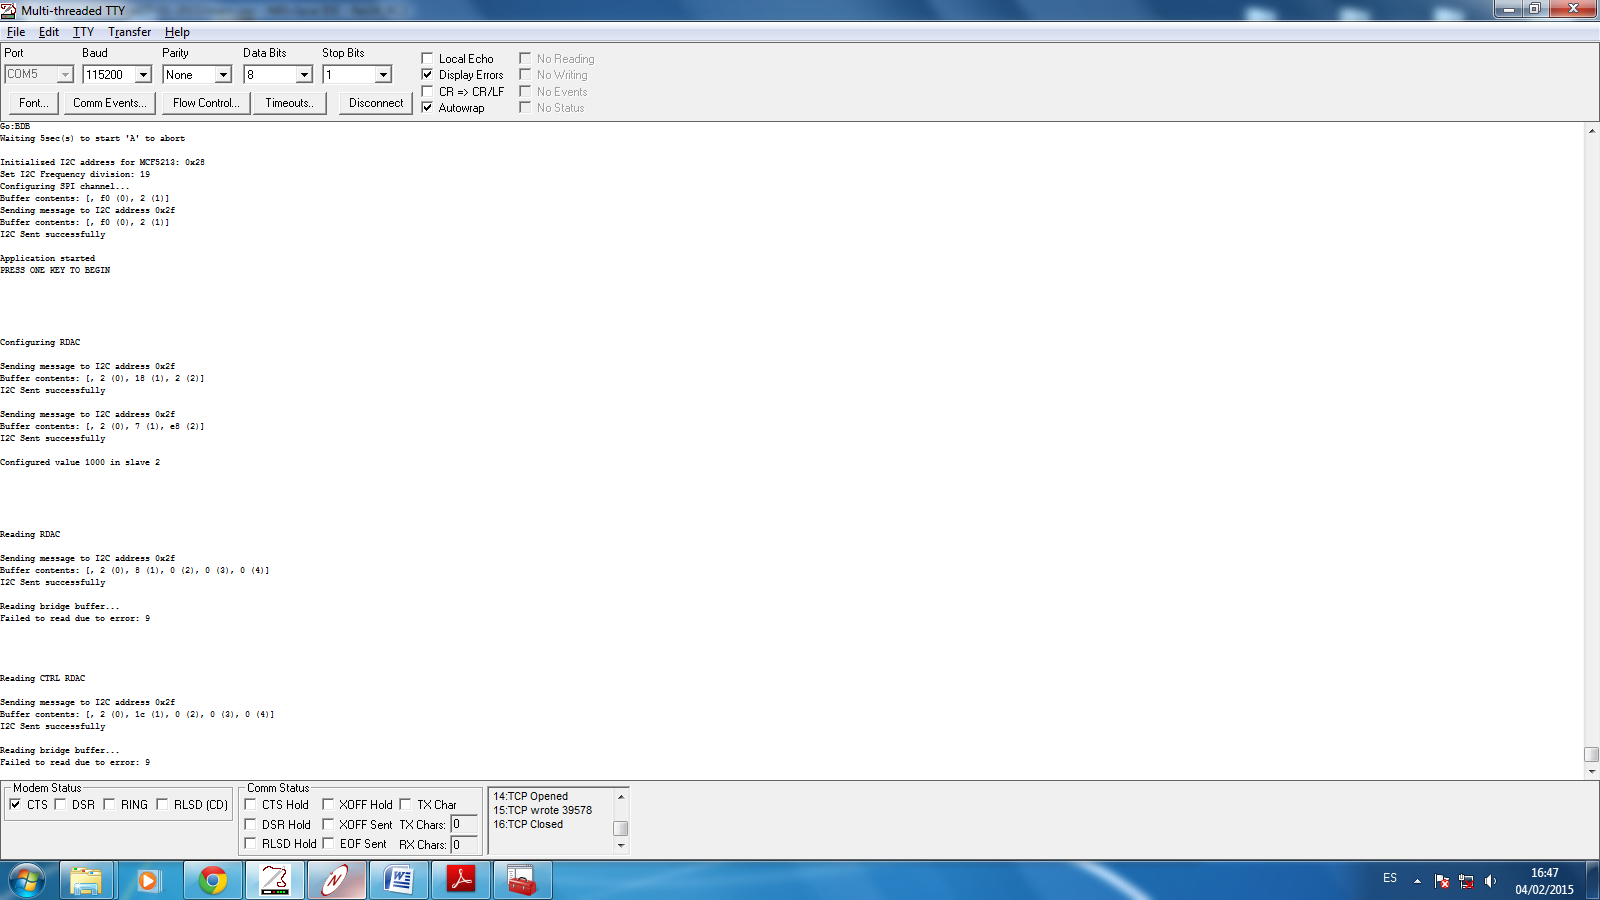 Multi-threaded TTY
File Edit TTY Transfer Help
Port Baud Parity Data Bits Stop Bits
COM5 115200 None 8 1
Font... Comm Events... Flow Control... Timeouts.. Disconnect
Local Echo No Reading
Display Errors No Writing
CR => CR/LF No Events
Autowrap No Status
Go:BDB
Waiting 5sec(s) to start 'A' to abort
Initialized I2C address for MCF5213: 0x28
Set I2C Frequency division: 19
Configuring SPI channel...
Buffer contents: [, f0 (0), 2 (1)]
Sending message to I2C address 0x2f
Buffer contents: [, f0 (0), 2 (1)]
I2C Sent successfully
Application started
PRESS ONE KEY TO BEGIN
Configuring RDAC
Sending message to I2C address 0x2f
Buffer contents: [, 2 (0), 18 (1), 2 (2)]
I2C Sent successfully
Sending message to I2C address 0x2f
Buffer contents: [, 2 (0), 7 (1), e8 (2)]
I2C Sent successfully
Configured value 1000 in slave 2
Reading RDAC
Sending message to I2C address 0x2f
Buffer contents: [, 2 (0), 8 (1), 0 (2), 0 (3), 0 (4)]
I2C Sent successfully
Reading bridge buffer...
Failed to read due to error: 9
Reading CTRL RDAC
Sending message to I2C address 0x2f
Buffer contents: [, 2 (0), 1c (1), 0 (2), 0 (3), 0 (4)]
I2C Sent successfully
Reading bridge buffer...
Failed to read due to error: 9
Modem Status
CTS DSR RING RLSD (CD)
Comm Status
CTS Hold XOFF Hold TX Char
DSR Hold XOFF Sent TX Chars: 0
RLSD Hold EOF Sent RX Chars: 0
14:TCP Opened
15:TCP wrote 39578
16:TCP Closed
ES
16:47
04/02/2015